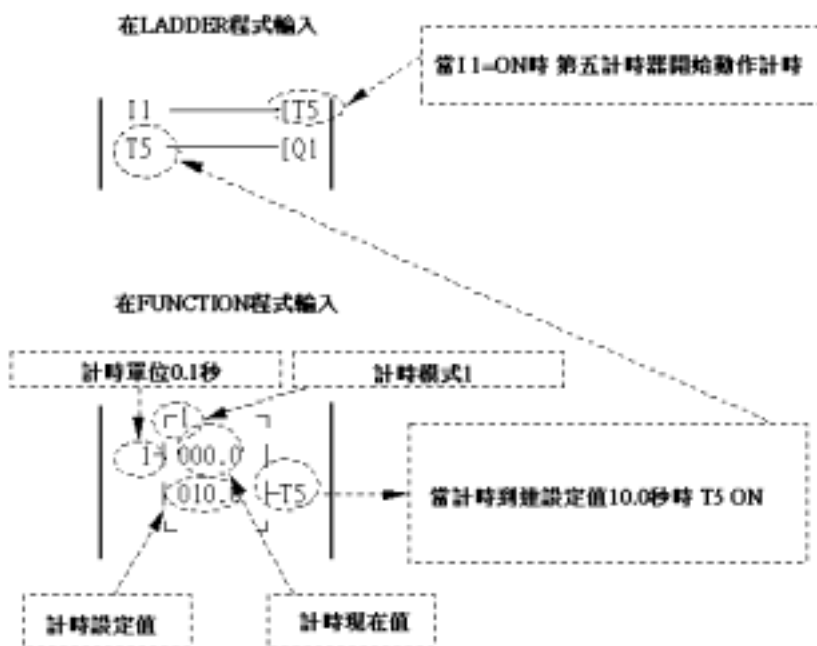 在LADDER程式輸入
當I1=ON時 第五計時器開始動作計時
I1 [T5
T5 [Q1
在FUNCTION程式輸入
計時單位0.1秒
計時模式1
1
1 000.0
010.0 T5
當計時到達設定值10.0秒時 T5 ON
計時設定值
計時現在值